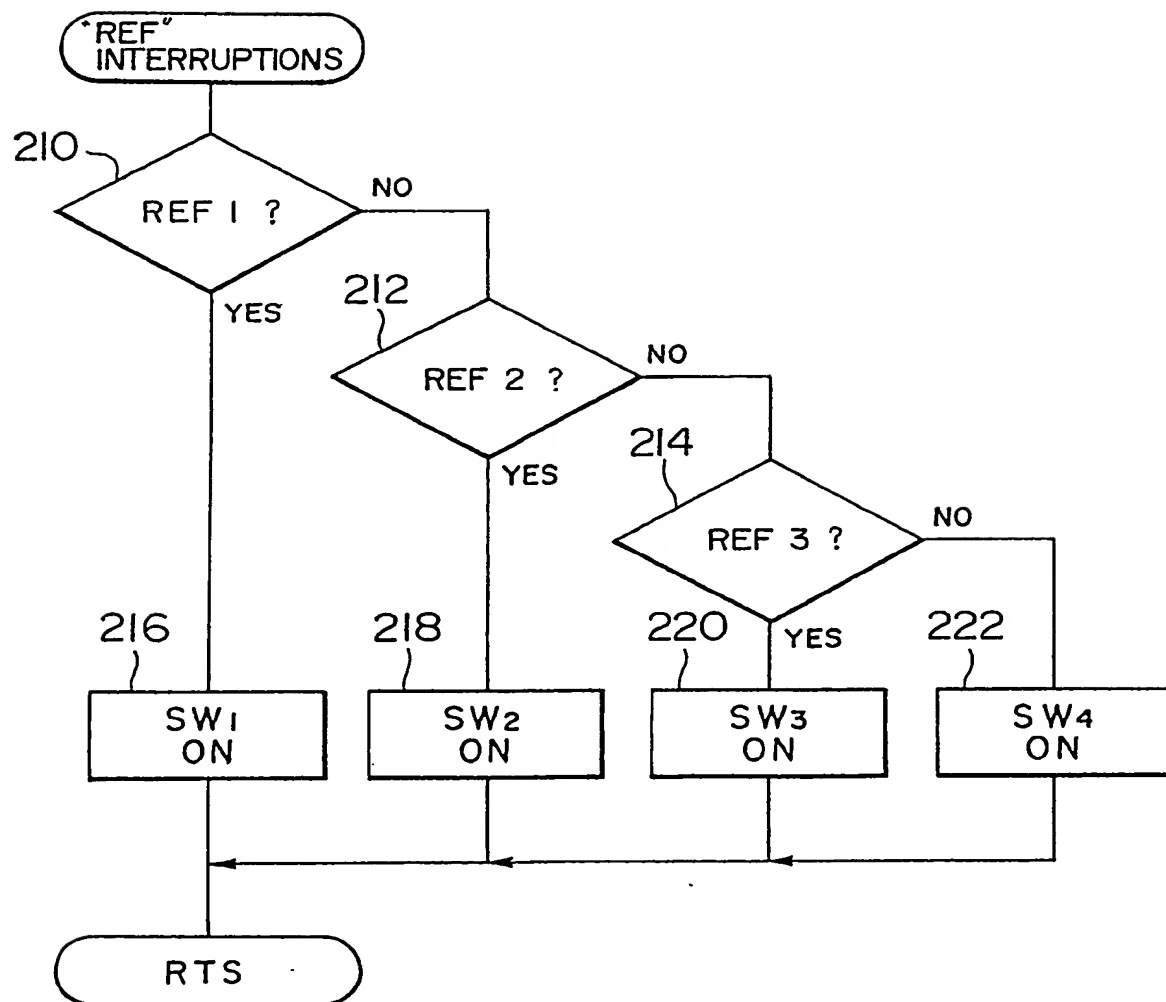 "REF"
INTERRUPTIONS
210
REF 1 ?
NO
YES
212
REF 2 ?
NO
YES
214
REF 3 ?
NO
YES
216
SW1
ON
218
SW2
ON
220
SW3
ON
222
SW4
ON
RTS